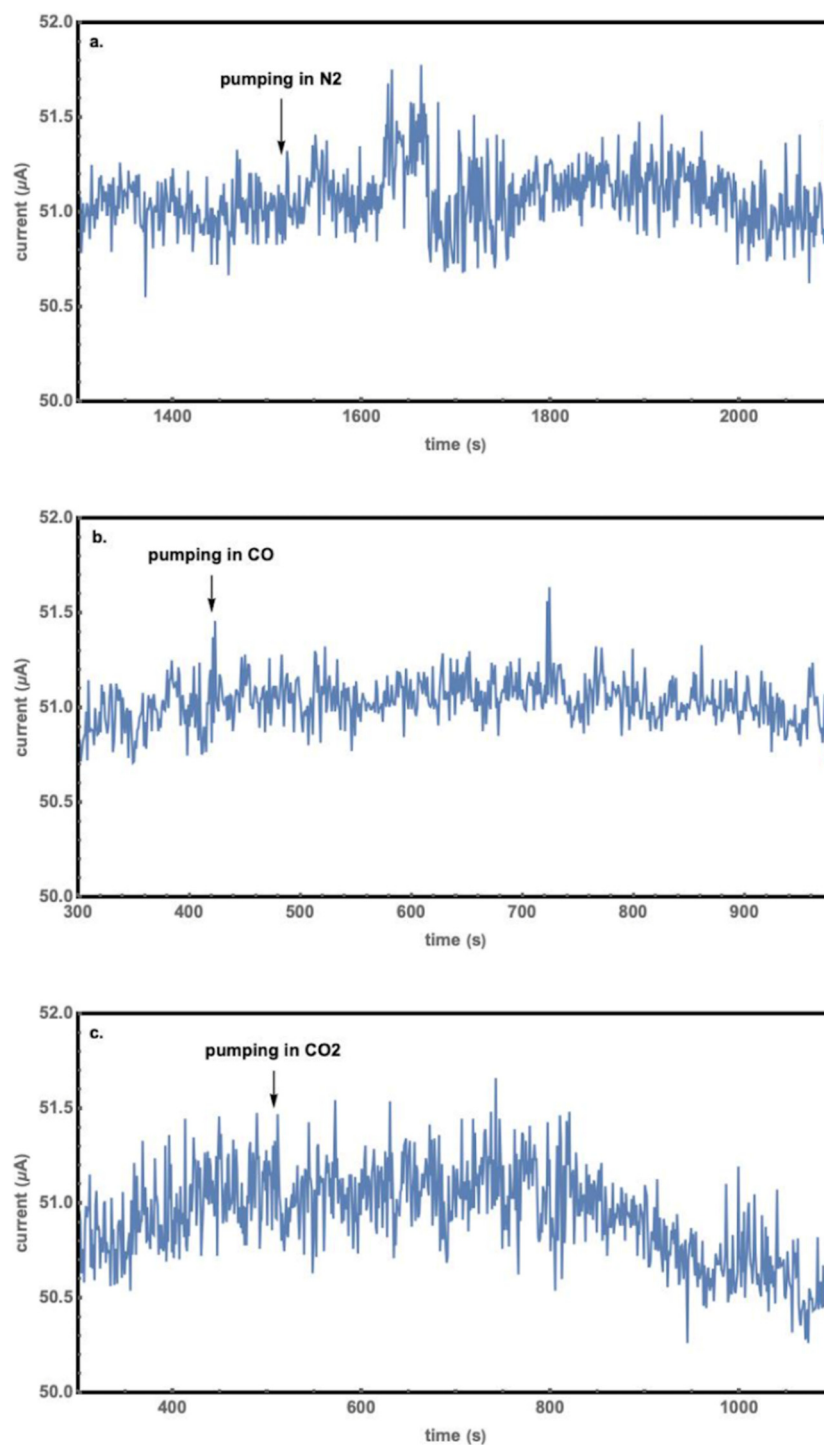 52.0
a.
pumping in N2
51.5
current (µA)
51.0
50.5
50.0
1400 1600 1800 2000
time (s)
52.0
b.
pumping in CO
51.5
current (µA)
51.0
50.5
50.0
300 400 500 600 700 800 900
time (s)
52.0
c.
pumping in CO2
51.5
current (µA)
51.0
50.5
50.0
400 600 800 1000
time (s)